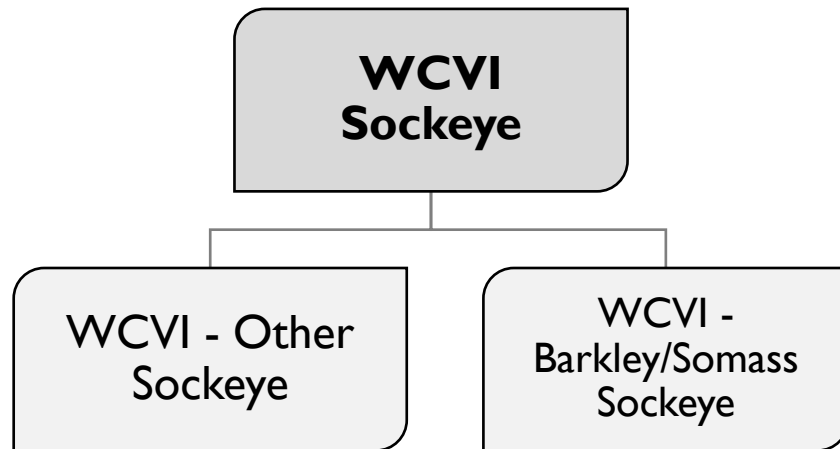 WCVI
Sockeye
WCVI - Other
Sockeye
WCVI -
Barkley/Somass
Sockeye